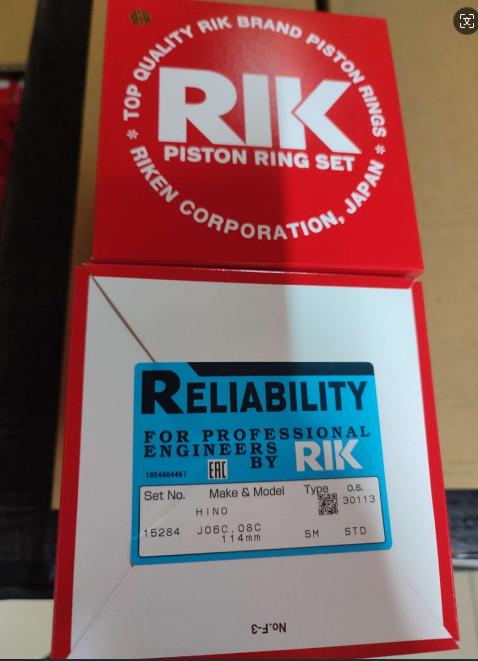 * TOP QUALITY RIK BRAND PISTON RINGS *
RIK
PISTON RING SET
RIKEN CORPORATION, JAPAN
RELIABILITY
FOR PROFESSIONAL
ENGINEERS
BY RIK
1054004467
EAC
Set No. Make & Model Type O.S.
30113
HINO
15284 J06C.08C SM STD
114mm
No.F-3